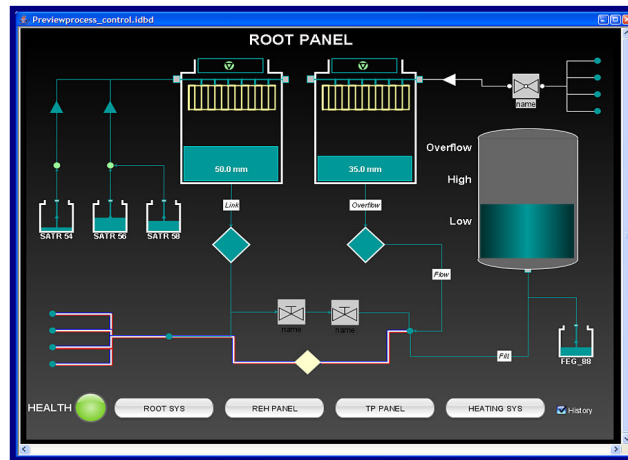 Previewprocess_control.idbd
ROOT PANEL
name
Overflow
High
Low
50.0 mm
35.0 mm
Link
Overflow
SATR 54
SATR 56
SATR 58
Flow
name
name
Fill
FEG_88
HEALTH
ROOT SYS
REH PANEL
TP PANEL
HEATING SYS
History